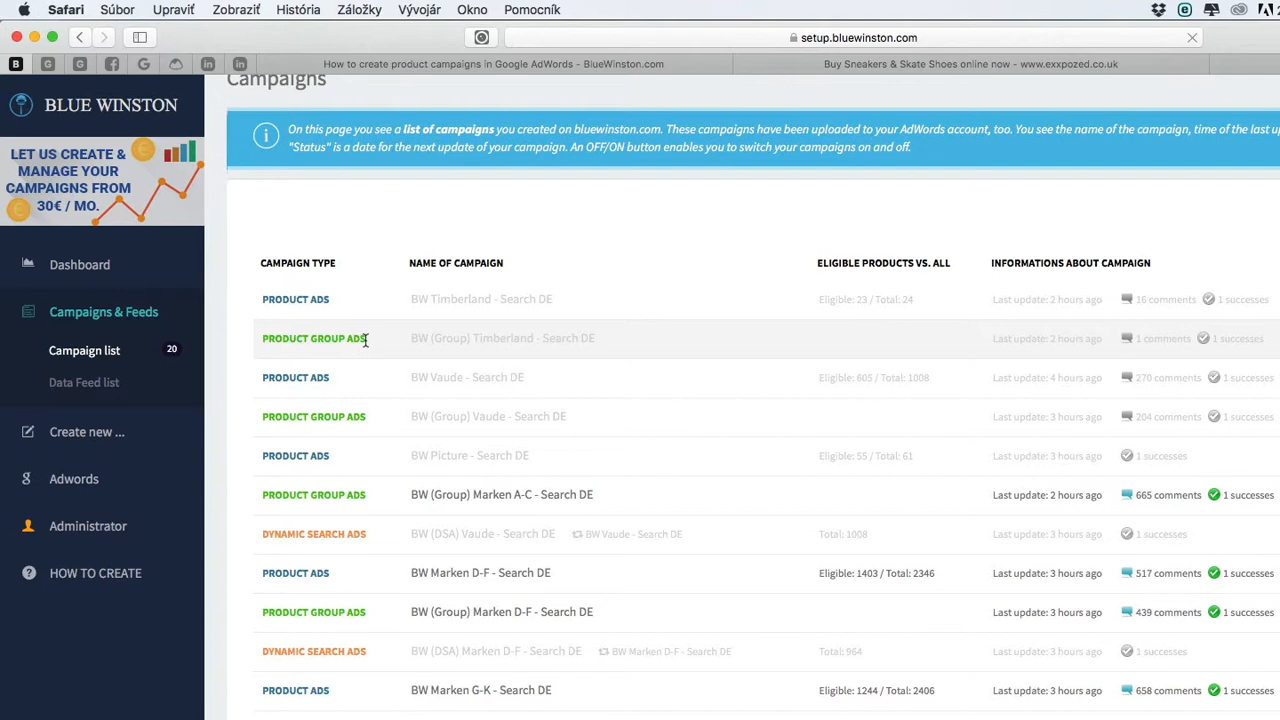 Safari Súbor Upraviť Zobraziť História Záložky Vývojár Okno Pomocník
setup.bluewinston.com
How to create product campaigns in Google AdWords - BlueWinston.com Buy Sneakers & Skate Shoes online now - www.exxpozed.co.uk
BLUE WINSTON
LET US CREATE &
MANAGE YOUR
CAMPAIGNS FROM
30€ / MO.
Dashboard
Campaigns & Feeds
Campaign list 20
Data Feed list
Create new ...
Adwords
Administrator
HOW TO CREATE
Campaigns
On this page you see a list of campaigns you created on bluewinston.com. These campaigns have been uploaded to your AdWords account, too. You see the name of the campaign, time of the last up
"Status" is a date for the next update of your campaign. An OFF/ON button enables you to switch your campaigns on and off.
CAMPAIGN TYPE NAME OF CAMPAIGN ELIGIBLE PRODUCTS VS. ALL INFORMATIONS ABOUT CAMPAIGN
PRODUCT ADS BW Timberland - Search DE Eligible: 23 / Total: 24 Last update: 2 hours ago 16 comments 1 successes
PRODUCT GROUP ADS BW (Group) Timberland - Search DE Last update: 2 hours ago 1 comments 1 successes
PRODUCT ADS BW Vaude - Search DE Eligible: 605 / Total: 1008 Last update: 4 hours ago 270 comments 1 successes
PRODUCT GROUP ADS BW (Group) Vaude - Search DE Last update: 3 hours ago 204 comments 1 successes
PRODUCT ADS BW Picture - Search DE Eligible: 55 / Total: 61 Last update: 3 hours ago 1 successes
PRODUCT GROUP ADS BW (Group) Marken A-C - Search DE Last update: 2 hours ago 665 comments 1 successes
DYNAMIC SEARCH ADS BW (DSA) Vaude - Search DE BW Vaude - Search DE Total: 1008 Last update: 3 hours ago 1 successes
PRODUCT ADS BW Marken D-F - Search DE Eligible: 1403 / Total: 2346 Last update: 3 hours ago 517 comments 1 successes
PRODUCT GROUP ADS BW (Group) Marken D-F - Search DE Last update: 3 hours ago 439 comments 1 successes
DYNAMIC SEARCH ADS BW (DSA) Marken D-F - Search DE BW Marken D-F - Search DE Total: 964 Last update: 3 hours ago 1 successes
PRODUCT ADS BW Marken G-K - Search DE Eligible: 1244 / Total: 2406 Last update: 3 hours ago 658 comments 1 successes